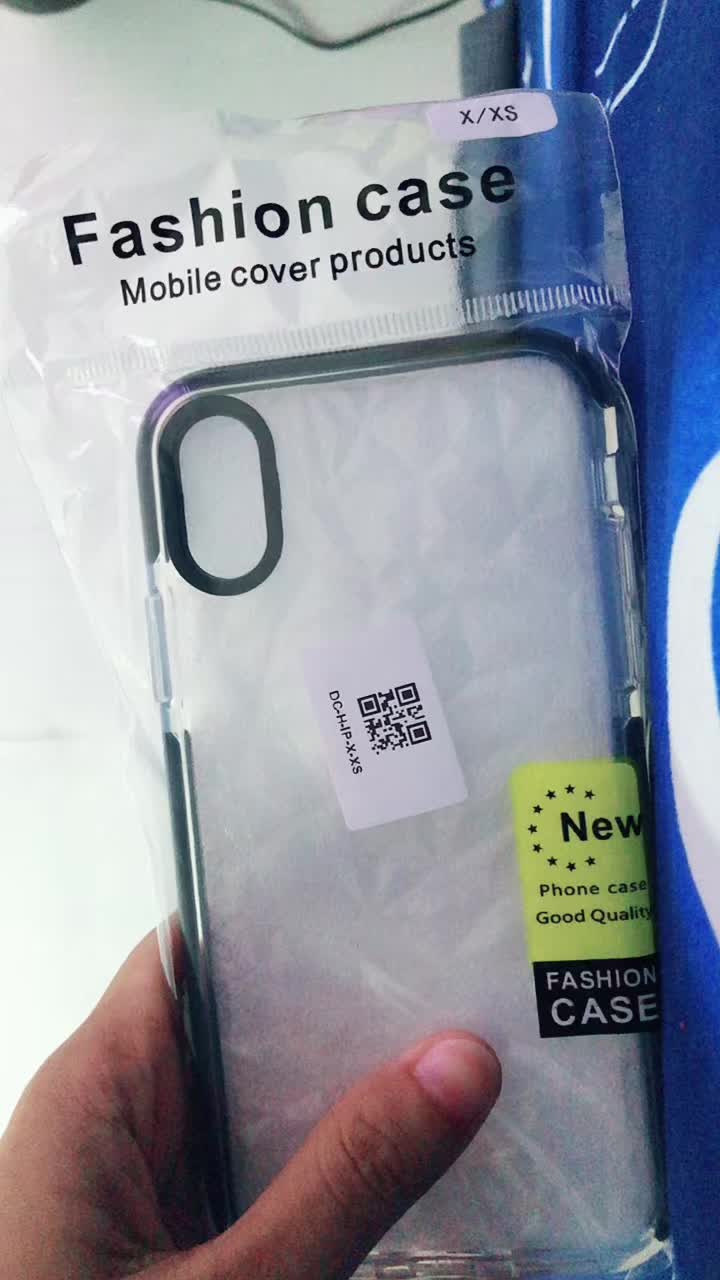 X/XS
Fashion case
Mobile cover products
DC-H-IP-X-XS
New
Phone case
Good Quality
FASHION
CASE